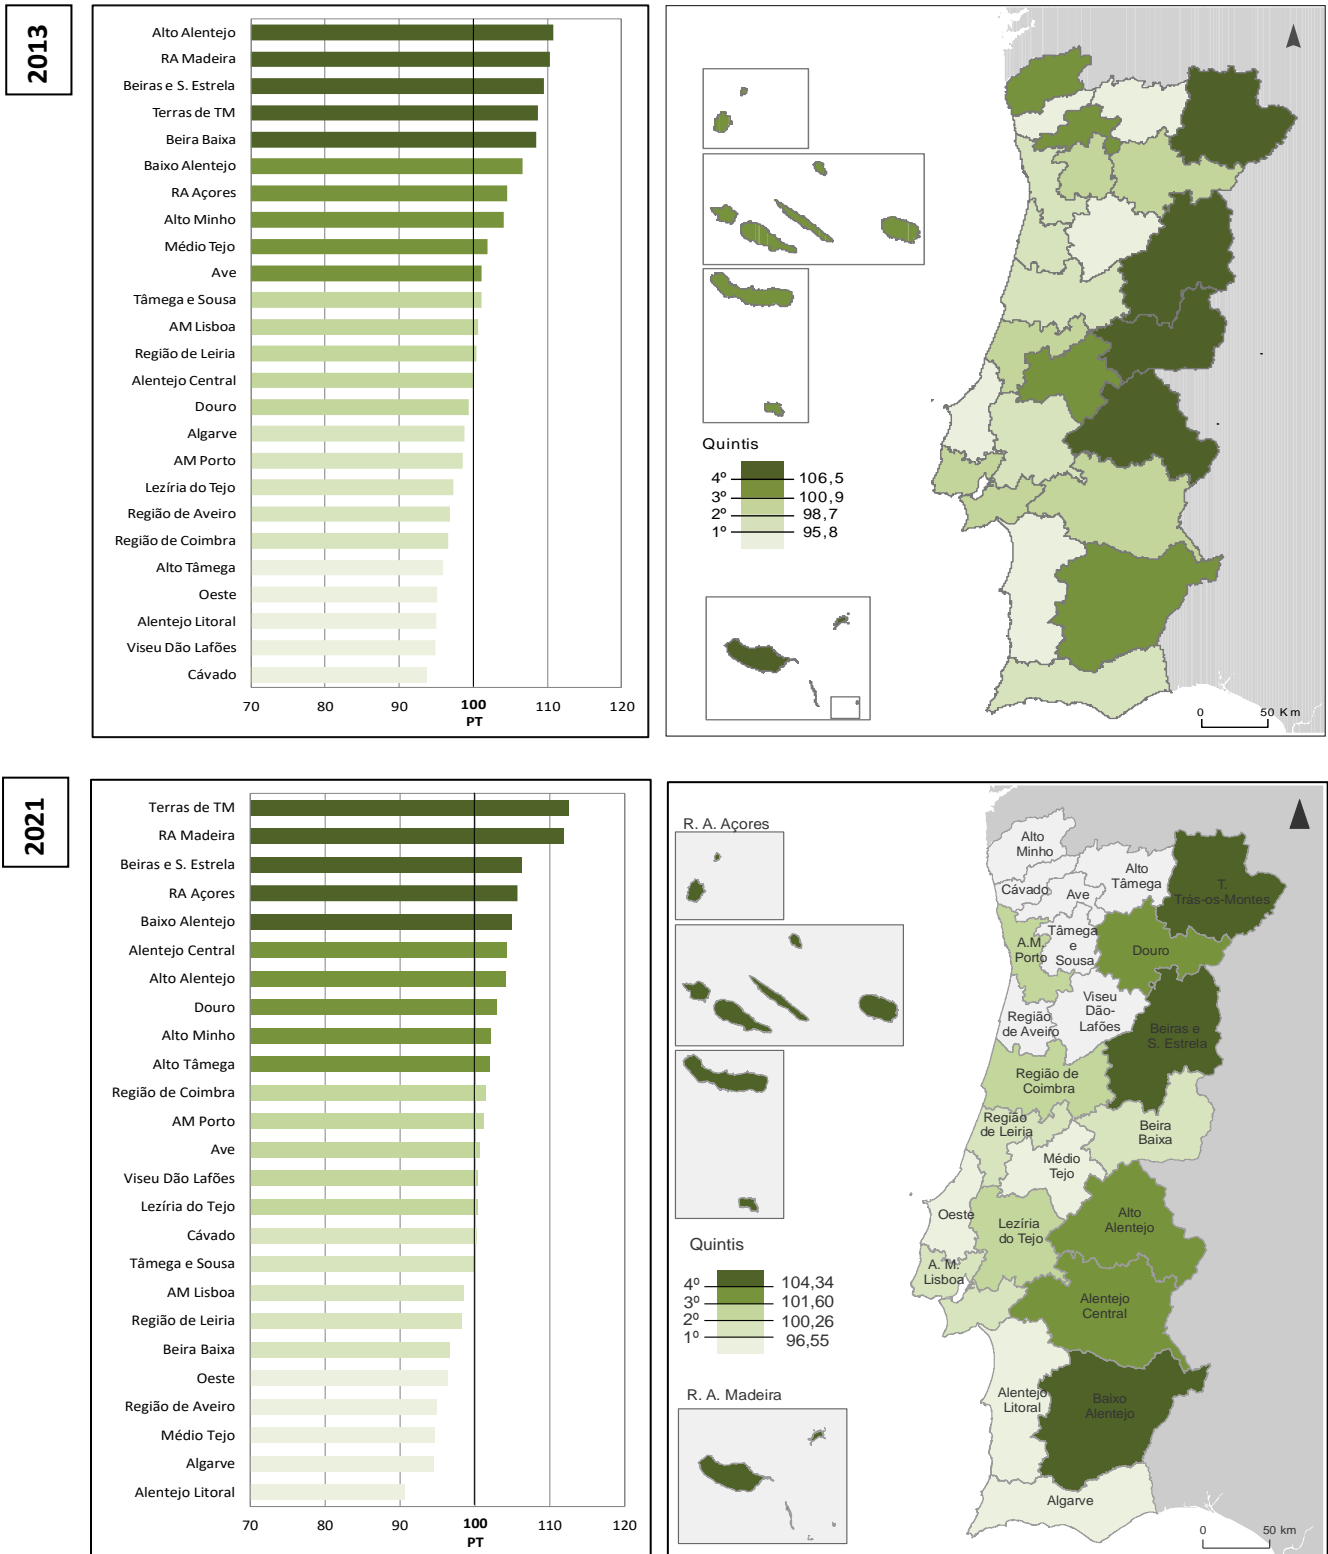 2013
Alto Alentejo
RA Madeira
Beiras e S. Estrela
Terras de TM
Beira Baixa
Baixo Alentejo
RA Açores
Alto Minho
Médio Tejo
Ave
Tâmega e Sousa
AM Lisboa
Região de Leiria
Alentejo Central
Douro
Algarve
AM Porto
Lezíria do Tejo
Região de Aveiro
Região de Coimbra
Alto Tâmega
Oeste
Alentejo Litoral
Viseu Dão Lafões
Cávado
70 80 90 100 110 120
PT
Quintis
4º 106,5
3º 100,9
2º 98,7
1º 95,8
0 50 Km
2021
Terras de TM
RA Madeira
Beiras e S. Estrela
RA Açores
Baixo Alentejo
Alentejo Central
Alto Alentejo
Douro
Alto Minho
Alto Tâmega
Região de Coimbra
AM Porto
Ave
Viseu Dão Lafões
Lezíria do Tejo
Cávado
Tâmega e Sousa
AM Lisboa
Região de Leiria
Beira Baixa
Oeste
Região de Aveiro
Médio Tejo
Algarve
Alentejo Litoral
70 80 90 100 110 120
PT
R. A. Açores
Quintis
4º 104,34
3º 101,60
2º 100,26
1º 96,55
R. A. Madeira
Alto
Minho
Cávado
Ave
Alto
Tâmega
T.
Trás-os-Montes
A.M.
Porto
Tâmega
e
Sousa
Douro
Região
de Aveiro
Viseu
Dão-
Lafões
Beiras e
S. Estrela
Região de
Coimbra
Região
de Leiria
Beira
Baixa
Médio
Tejo
Oeste
Lezíria
do Tejo
Alto
Alentejo
A. M.
Lisboa
Alentejo
Central
Alentejo
Litoral
Baixo
Alentejo
Algarve
0 50 km